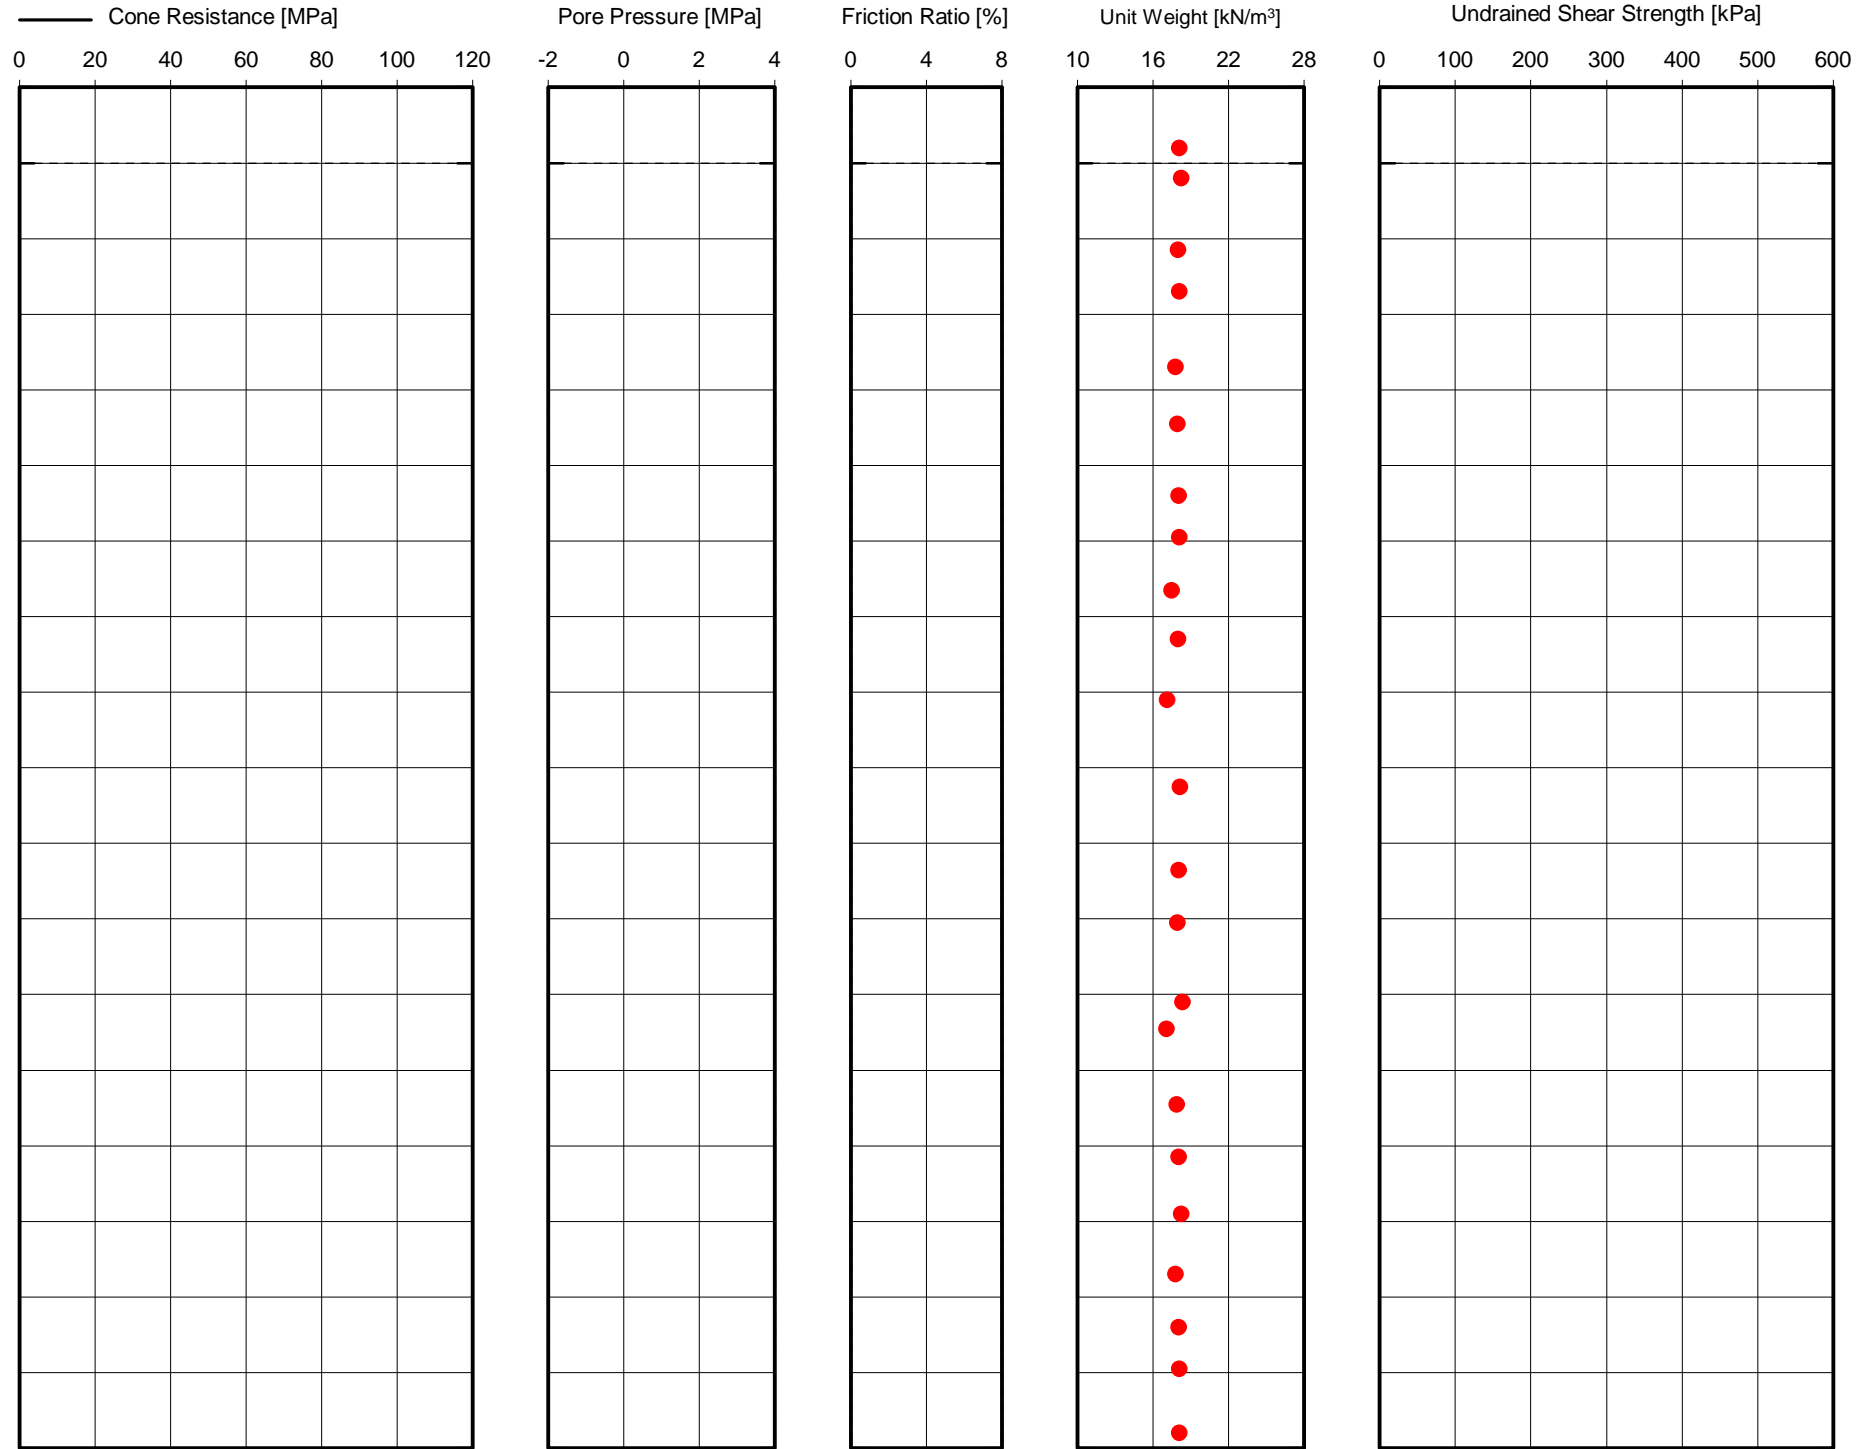 Cone Resistance [MPa]
0 20 40 60 80 100 120
Pore Pressure [MPa]
-2 0 2 4
Friction Ratio [%]
0 4 8
Unit Weight [kN/m³]
10 16 22 28
Undrained Shear Strength [kPa]
0 100 200 300 400 500 600